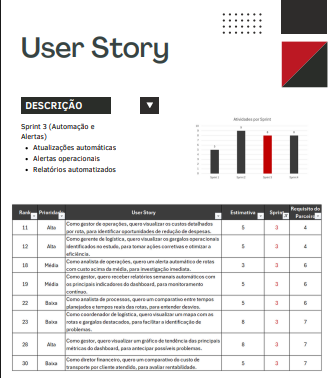 User Story
DESCRIÇÃO
Sprint 3 (Automação e
Alertas)
Atualizações automáticas
Alertas operacionais
Relatórios automatizados
Atividades por Sprint
Sprint 1 Sprint 2 Sprint 3 Sprint 4
Rank Prioridade User Story Estimativa Sprint Requisito do Parceiro
11 Alta Como gestor de operações, quero visualizar os custos detalhados por rota, para identificar oportunidades de redução de despesas. 5 3 4
12 Alta Como gerente de logística, quero visualizar os gargalos operacionais identificados no estado, para tomar ações corretivas e otimizar a eficiência. 5 3 4
18 Média Como analista de operações, quero um alerta automático de rotas com custo acima da média, para investigação imediata. 3 3 6
19 Média Como gestor, quero receber relatórios semanais automáticos com os principais indicadores do dashboard, para monitoramento contínuo. 5 3 6
22 Baixa Como analista de processos, quero um comparativo entre tempos planejados e tempos reais das rotas, para entender desvios. 5 3 6
23 Baixa Como coordenador de logística, quero visualizar um mapa com as rotas e gargalos destacados, para facilitar a identificação de problemas. 8 3 7
28 Alta Como gestor, quero visualizar um gráfico de tendência das principais métricas do dashboard, para antecipar possíveis problemas. 8 3 7
30 Baixa Como diretor financeiro, quero um comparativo do custo de transporte por cliente atendido, para avaliar rentabilidade. 5 3 7